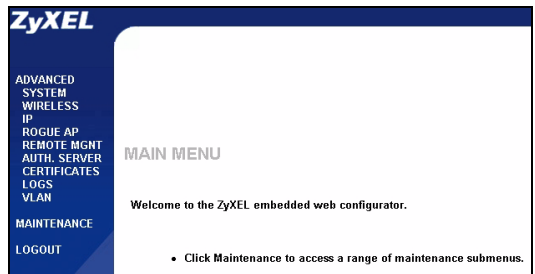 ZyXEL
ADVANCED
SYSTEM
WIRELESS
IP
ROGUE AP
REMOTE MGNT
AUTH. SERVER
CERTIFICATES
LOGS
VLAN
MAINTENANCE
LOGOUT
MAIN MENU
Welcome to the ZyXEL embedded web configurator.
• Click Maintenance to access a range of maintenance submenus.